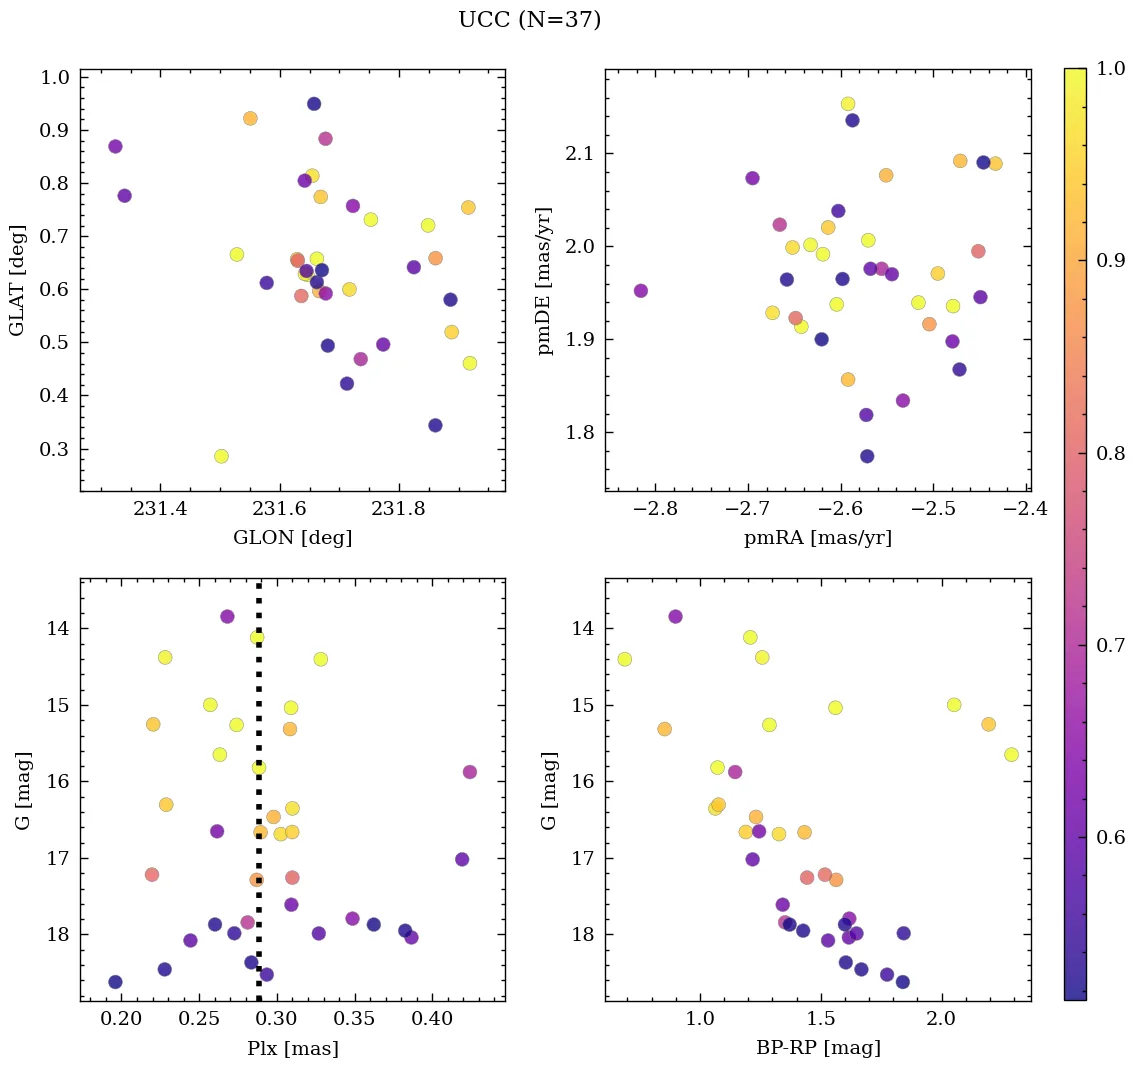 UCC (N=37)
1.0
0.9
0.8
0.7
0.6
0.5
0.4
0.3
GLAT [deg]
231.4 231.6 231.8
GLON [deg]
2.1
2.0
1.9
1.8
pmDE [mas/yr]
−2.8 −2.7 −2.6 −2.5 −2.4
pmRA [mas/yr]
14
15
16
17
18
G [mag]
0.20 0.25 0.30 0.35 0.40
Plx [mas]
14
15
16
17
18
G [mag]
1.0 1.5 2.0
BP-RP [mag]
1.0
0.9
0.8
0.7
0.6